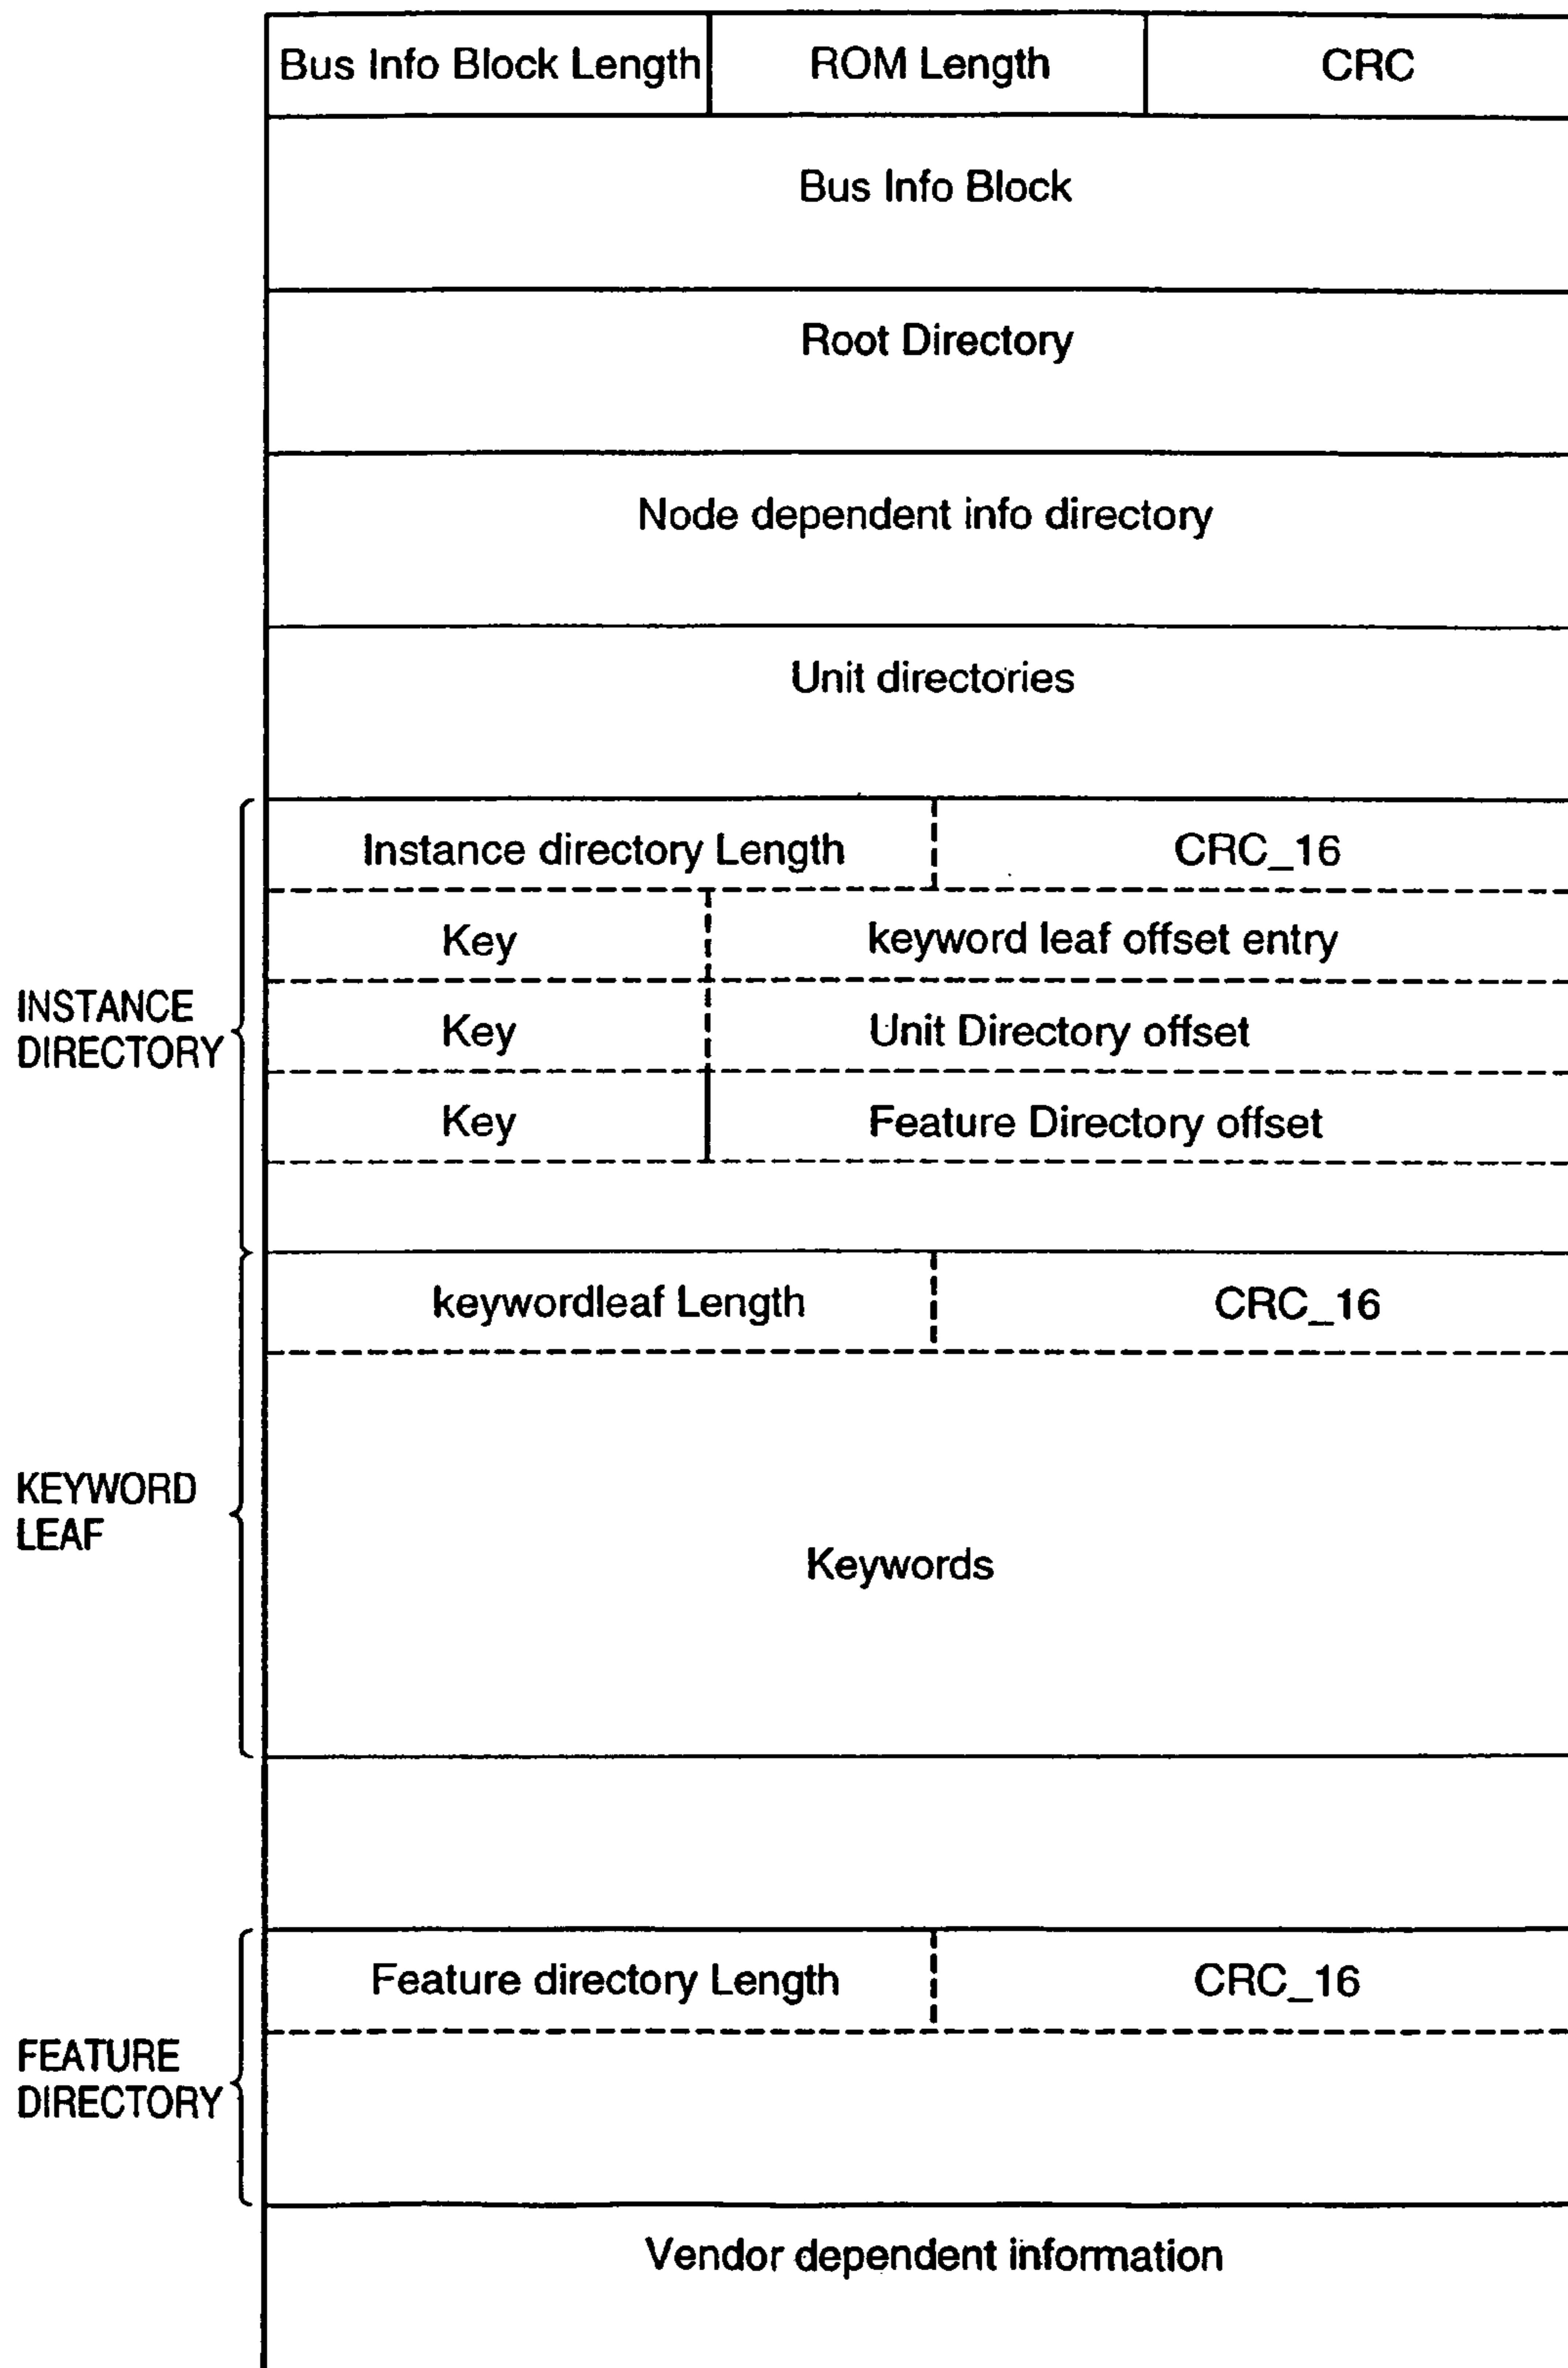 Bus Info Block Length ROM Length CRC
Bus Info Block
Root Directory
Node dependent info directory
Unit directories
Instance directory Length CRC_16
Key keyword leaf offset entry
INSTANCE
DIRECTORY
Key Unit Directory offset
Key Feature Directory offset
keywordleaf Length CRC_16
KEYWORD
LEAF
Keywords
Feature directory Length CRC_16
FEATURE
DIRECTORY
Vendor dependent information